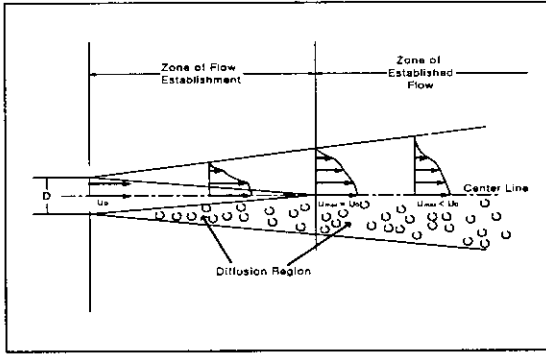 Zone of Flow
Establishment
Zone of
Established
Flow
D
Uo
Umax = Uo
Umax < Uo
Center Line
Diffusion Region